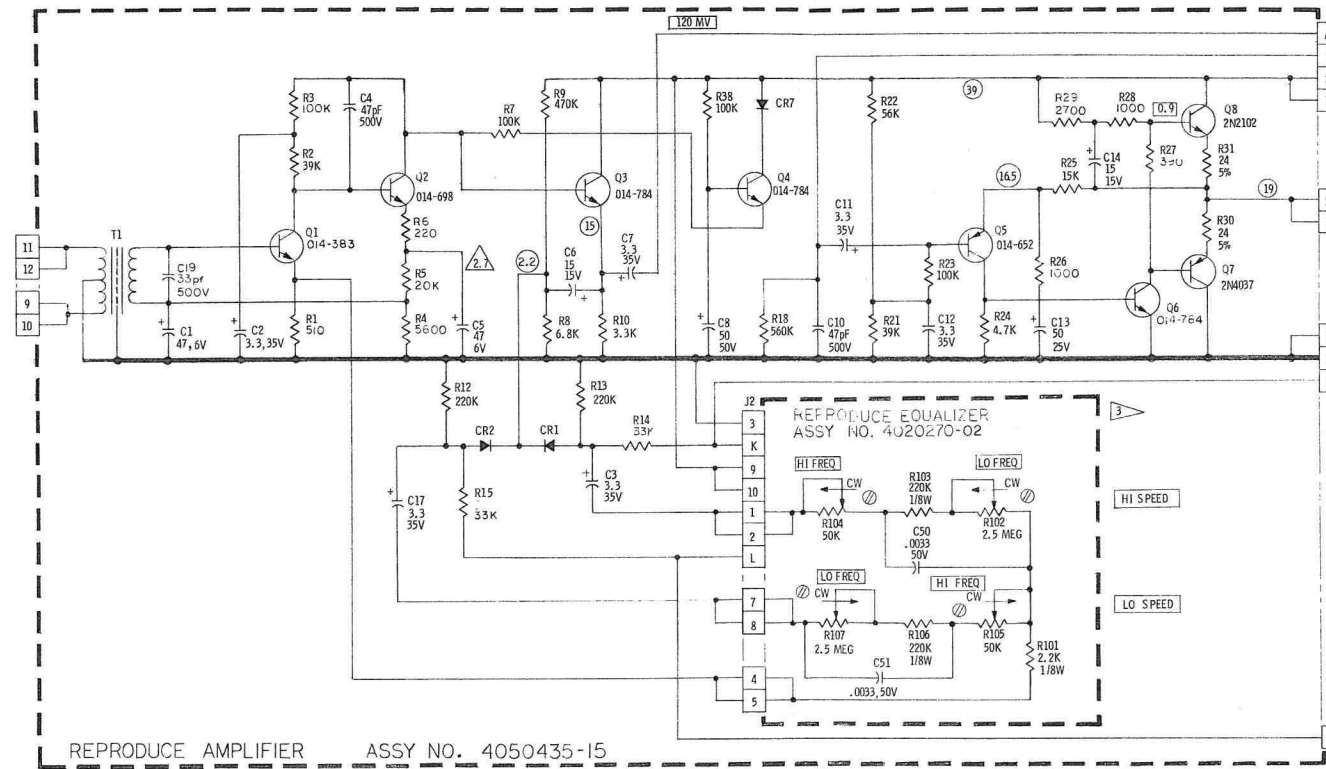 120 MV
R3
100K
C4
47pF
500V
R2
39K
Q2
014-698
R7
100K
R9
470K
Q3
014-784
15
R38
100K
CR7
Q4
014-784
R22
56K
39
R29
2700
R28
1000
0.9
Q8
2N2102
R27
390
R31
24
5%
C14
15
15V
R25
15K
16.5
19
R30
24
5%
Q7
2N4037
T1
11
12
9
10
C19
33pf
500V
Q1
014-383
R6
220
R5
20K
R4
5600
2.7
2.2
C6
15
15V
C7
3.3
35V
C11
3.3
35V
Q5
014-652
R23
100K
R26
1000
Q6
014-784
C1
47,6V
C2
3.3,35V
R1
510
C5
47
6V
R8
6.8K
R10
3.3K
C8
50
50V
R18
560K
C10
47pF
500V
R21
39K
C12
3.3
35V
R24
4.7K
C13
50
25V
R12
220K
R13
220K
R14
33K
CR2
CR1
C17
3.3
35V
R15
33K
C3
3.3
35V
J2
3
K
9
10
1
2
L
7
8
4
5
REPRODUCE EQUALIZER
ASSY NO. 4020270-02
3
HI FREQ
CW
R104
50K
R103
220K
1/8W
LO FREQ
CW
R102
2.5 MEG
C50
.0033
50V
HI SPEED
LO FREQ
CW
R107
2.5 MEG
R106
220K
1/8W
HI FREQ
CW
R105
50K
C51
.0033,50V
R101
2.2K
1/8W
LO SPEED
REPRODUCE AMPLIFIER ASSY NO. 4050435-15